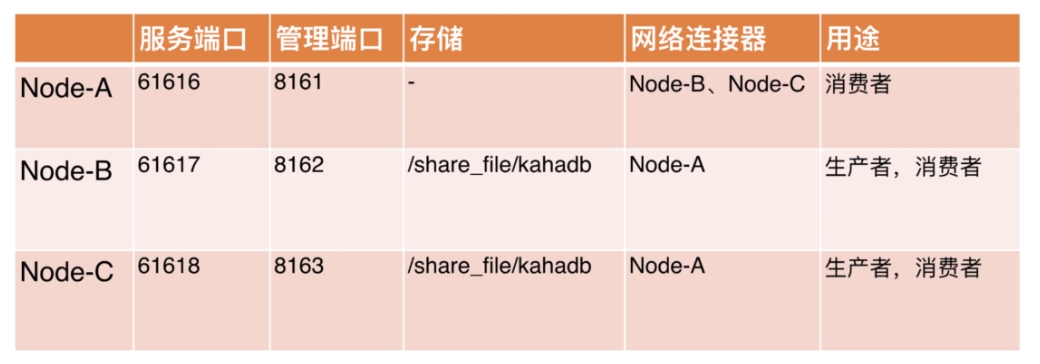 服务端口 管理端口 存储 网络连接器 用途
Node-A 61616 8161 - Node-B、Node-C 消费者
Node-B 61617 8162 /share_file/kahadb Node-A 生产者，消费者
Node-C 61618 8163 /share_file/kahadb Node-A 生产者，消费者